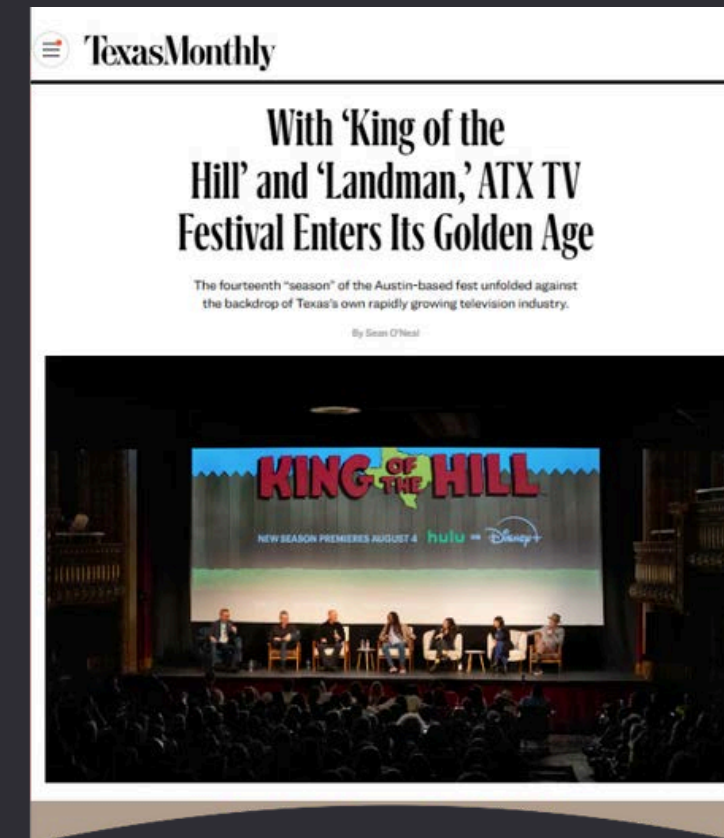 TexasMonthly
With ‘King of the
Hill’ and ‘Landman,’ ATX TV
Festival Enters Its Golden Age
The fourteenth “season” of the Austin-based fest unfolded against
the backdrop of Texas’s own rapidly growing television industry.
By Sean O’Neal
KING OF THE HILL
NEW SEASON PREMIERES AUGUST 4 hulu on Disney+